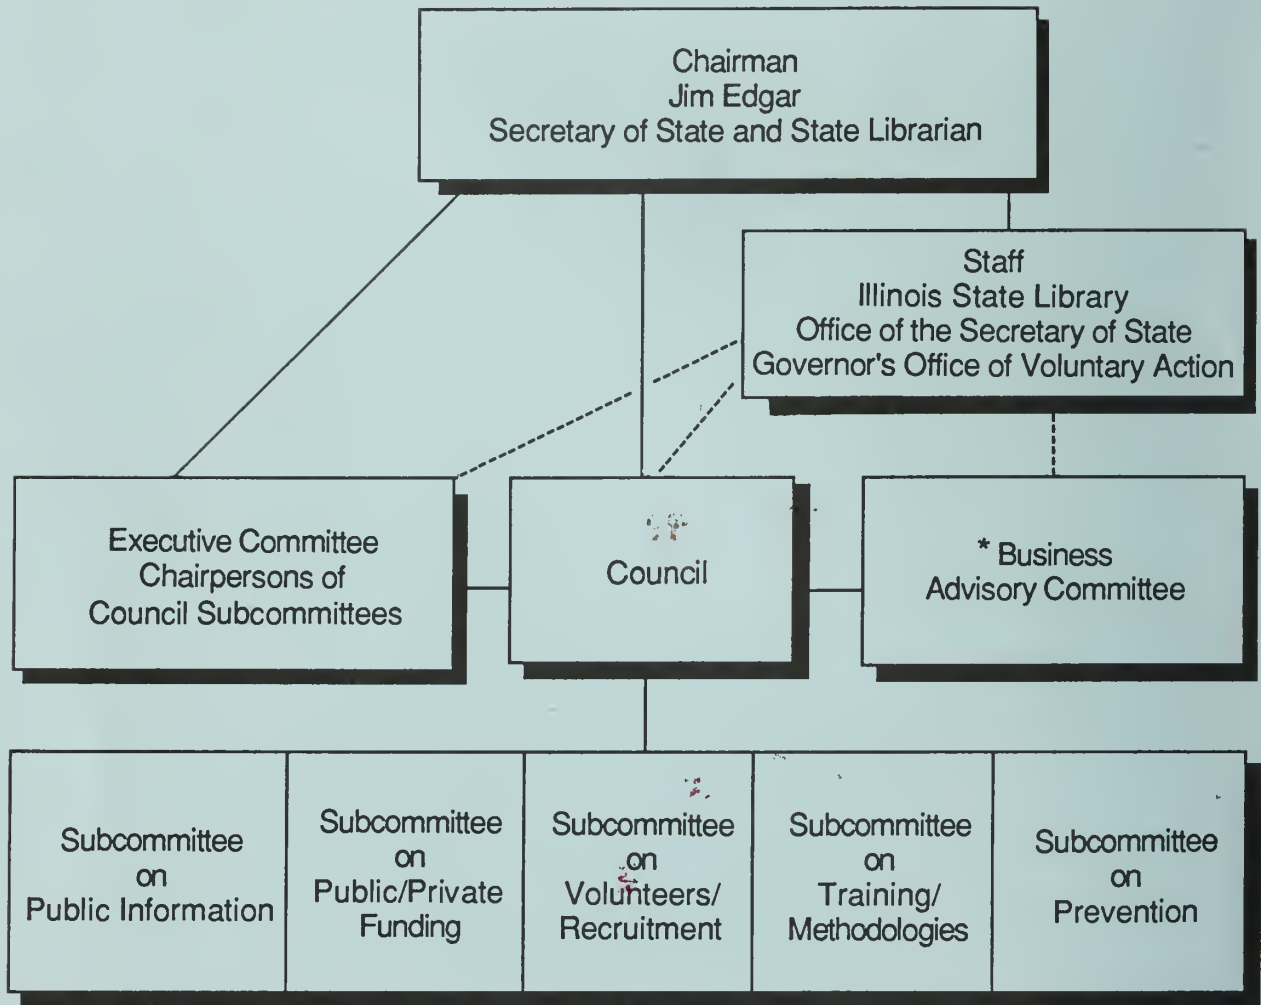 Chairman
Jim Edgar
Secretary of State and State Librarian
Staff
Illinois State Library
Office of the Secretary of State
Governor's Office of Voluntary Action
Executive Committee
Chairpersons of
Council Subcommittees
Council
* Business
Advisory Committee
Subcommittee
on
Public Information
Subcommittee
on
Public/Private
Funding
Subcommittee
on
Volunteers/
Recruitment
Subcommittee
on
Training/
Methodologies
Subcommittee
on
Prevention